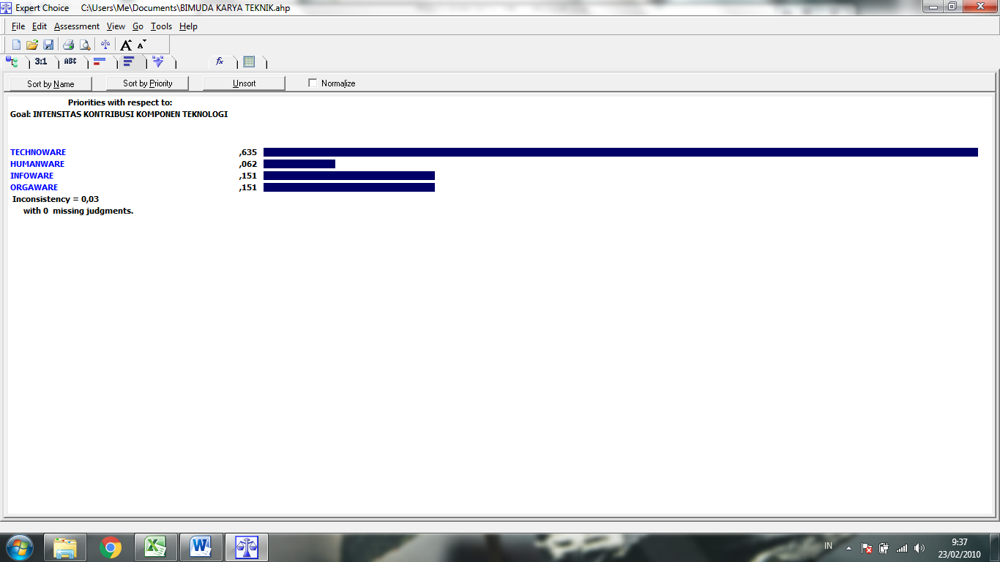 Expert Choice C:\Users\Me\Documents\BIMUDA KARYA TEKNIK.ahp
File Edit Assessment View Go Tools Help
A A
3:1 ABC fx
Sort by Name Sort by Priority Unsort Normalize
Priorities with respect to:
Goal: INTENSITAS KONTRIBUSI KOMPONEN TEKNOLOGI
TECHNOWARE ,635
HUMANWARE ,062
INFOWARE ,151
ORGAWARE ,151
Inconsistency = 0,03
with 0 missing judgments.
IN 9:37
23/02/2010